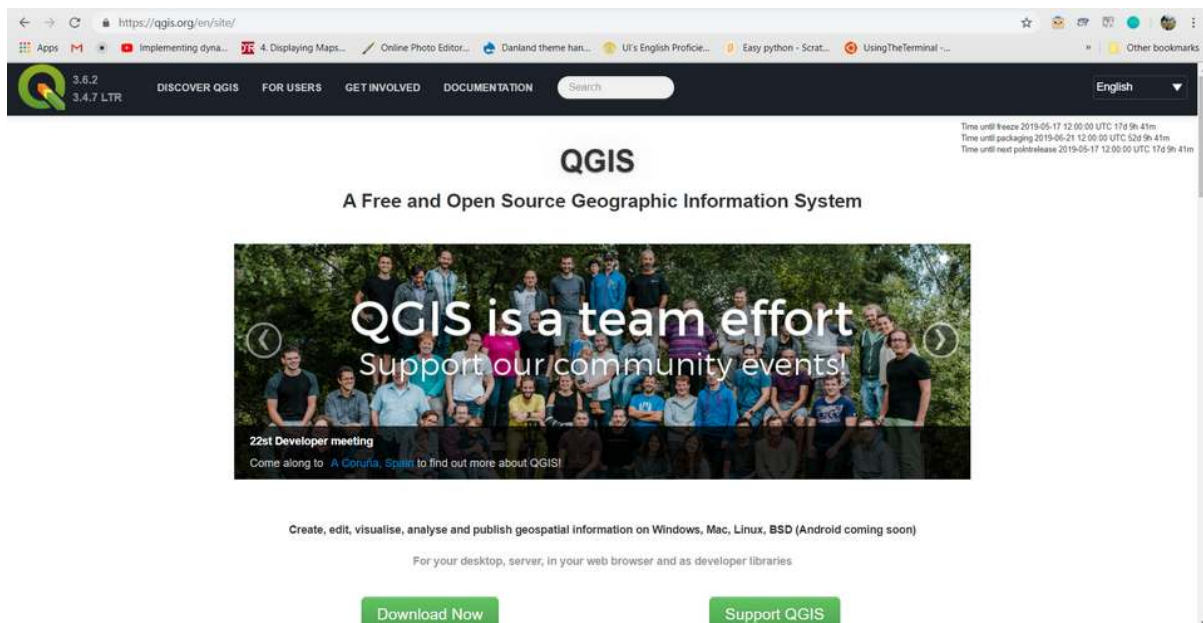 https://qgis.org/en/site/
Apps
Implementing dyna...
4. Displaying Maps...
Online Photo Editor...
Danland theme han...
UI's English Proficie...
Easy python - Scrat...
UsingTheTerminal -...
»
Other bookmarks
3.6.2
3.4.7 LTR
DISCOVER QGIS
FOR USERS
GET INVOLVED
DOCUMENTATION
Search
English
Time until freeze 2019-05-17 12:00:00 UTC 17d 9h 41m
Time until packaging 2019-06-21 12:00:00 UTC 52d 9h 41m
Time until next pointrelease 2019-05-17 12:00:00 UTC 17d 9h 41m
QGIS
A Free and Open Source Geographic Information System
QGIS is a team effort
Support our community events!
22st Developer meeting
Come along to A Coruña, Spain to find out more about QGIS!
Create, edit, visualise, analyse and publish geospatial information on Windows, Mac, Linux, BSD (Android coming soon)
For your desktop, server, in your web browser and as developer libraries
Download Now
Support QGIS